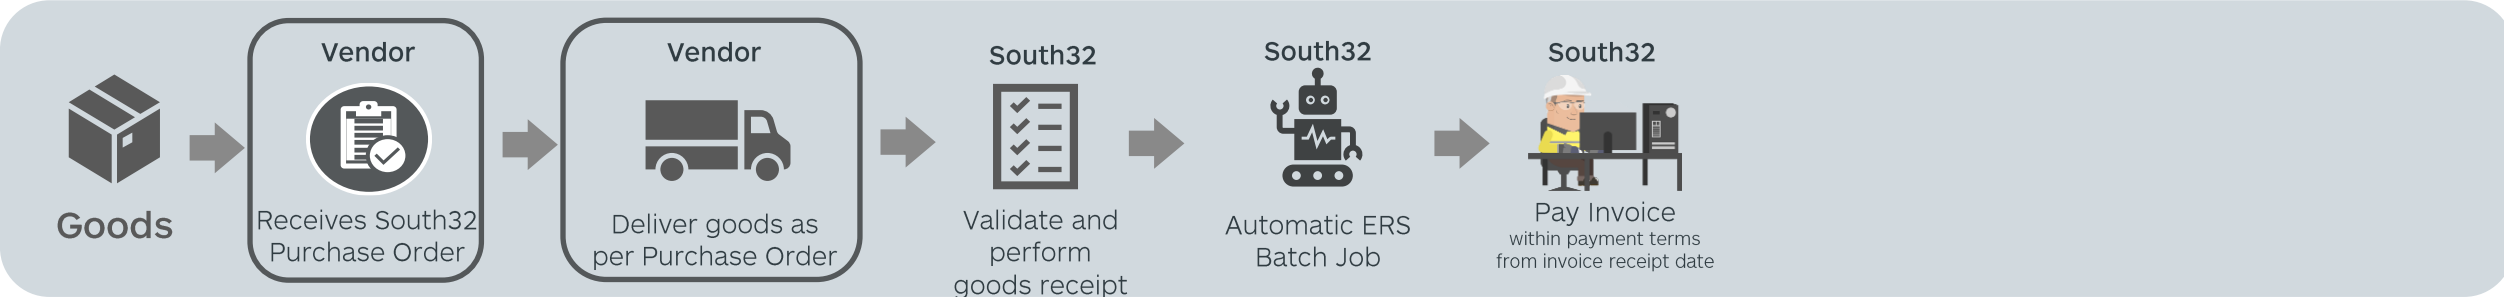 Goods
Vendor
Receives South32
Purchase Order
Vendor
Deliver goods as
per Purchase Order
South32
Validate and
perform
goods receipt
South32
Automatic ERS
Batch Job
South32
Pay Invoice
within payment terms
from invoice receipt date